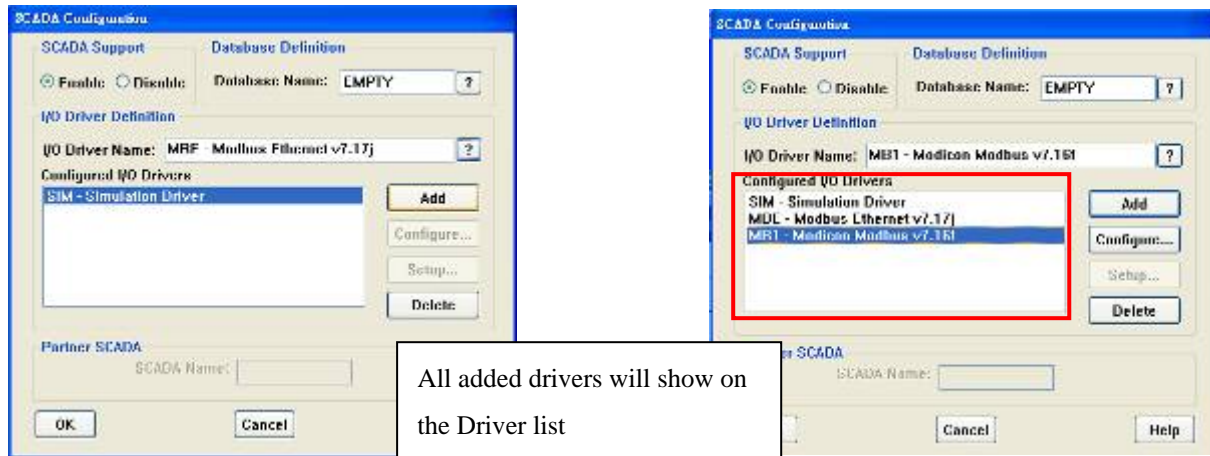 SCADA Configuration
SCADA Support
Database Definition
Enable
Disable
Database Name: EMPTY
?
I/O Driver Definition
I/O Driver Name: MBE - Modbus Ethernet v7.17j
?
Configured I/O Drivers
SIM - Simulation Driver
Add
Configure...
Setup...
Delete
Partner SCADA
SCADA Name:
OK
Cancel
All added drivers will show on
the Driver list
SCADA Configuration
SCADA Support
Database Definition
Enable
Disable
Database Name: EMPTY
?
I/O Driver Definition
I/O Driver Name: MB1 - Modicon Modbus v7.16f
?
Configured I/O Drivers
SIM - Simulation Driver
MBE - Modbus Ethernet v7.17j
MB1 - Modicon Modbus v7.16f
Add
Configure...
Setup...
Delete
SCADA
SCADA Name:
Cancel
Help